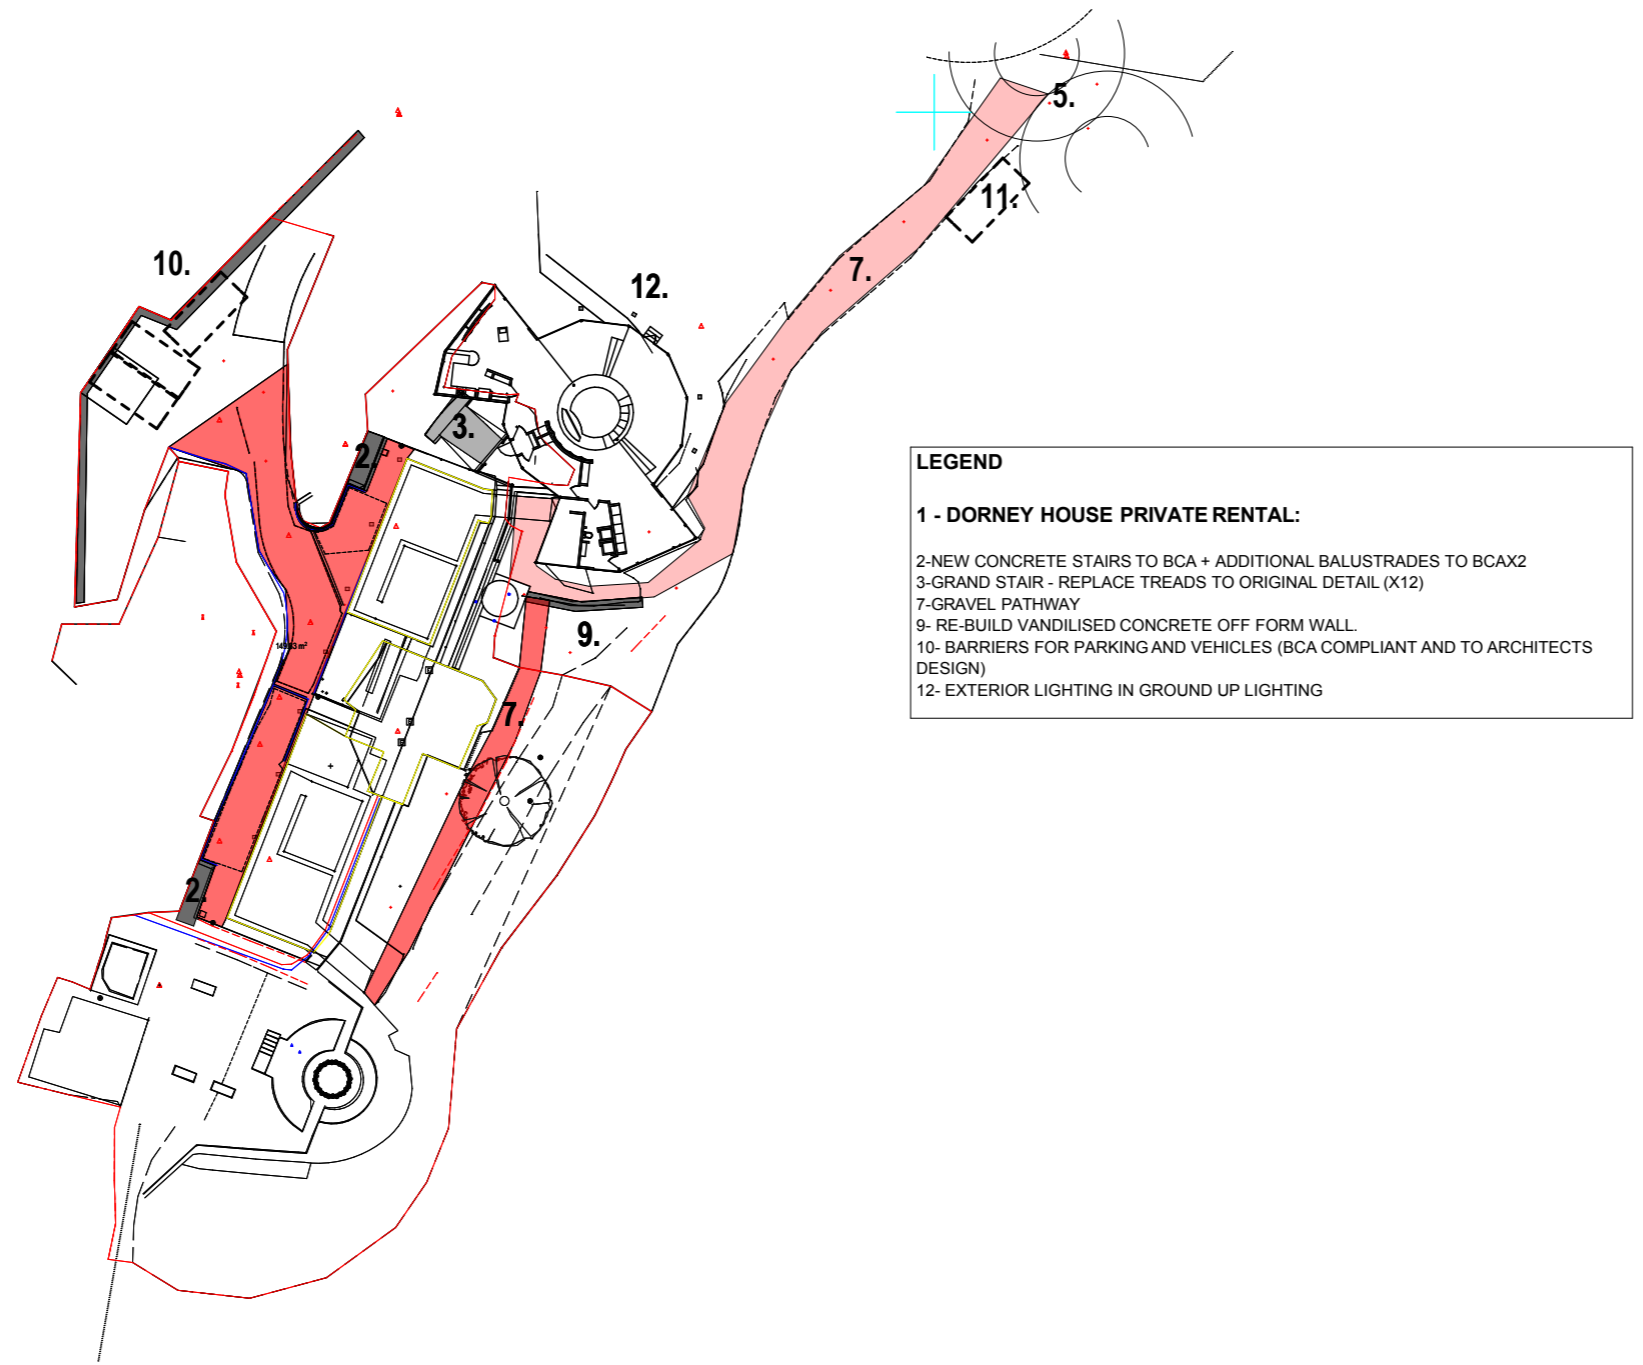 5.
11.
7.
10.
12.
3.
2.
LEGEND
1 - DORNEY HOUSE PRIVATE RENTAL:
2-NEW CONCRETE STAIRS TO BCA + ADDITIONAL BALUSTRADES TO BCAX2
3-GRAND STAIR - REPLACE TREADS TO ORIGINAL DETAIL (X12)
7-GRAVEL PATHWAY
9- RE-BUILD VANDILISED CONCRETE OFF FORM WALL.
10- BARRIERS FOR PARKING AND VEHICLES (BCA COMPLIANT AND TO ARCHITECTS
DESIGN)
12- EXTERIOR LIGHTING IN GROUND UP LIGHTING
9.
7.
2.